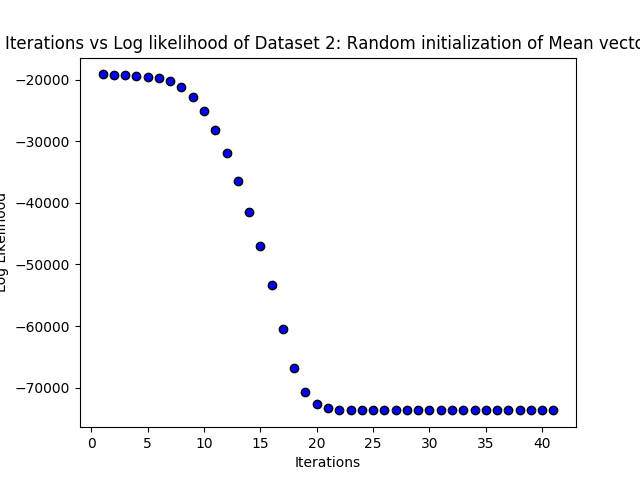 Iterations vs Log likelihood of Dataset 2: Random initialization of Mean vecto
−20000
−30000
−40000
−50000
−60000
−70000
Log Likelihood
0 5 10 15 20 25 30 35 40
Iterations